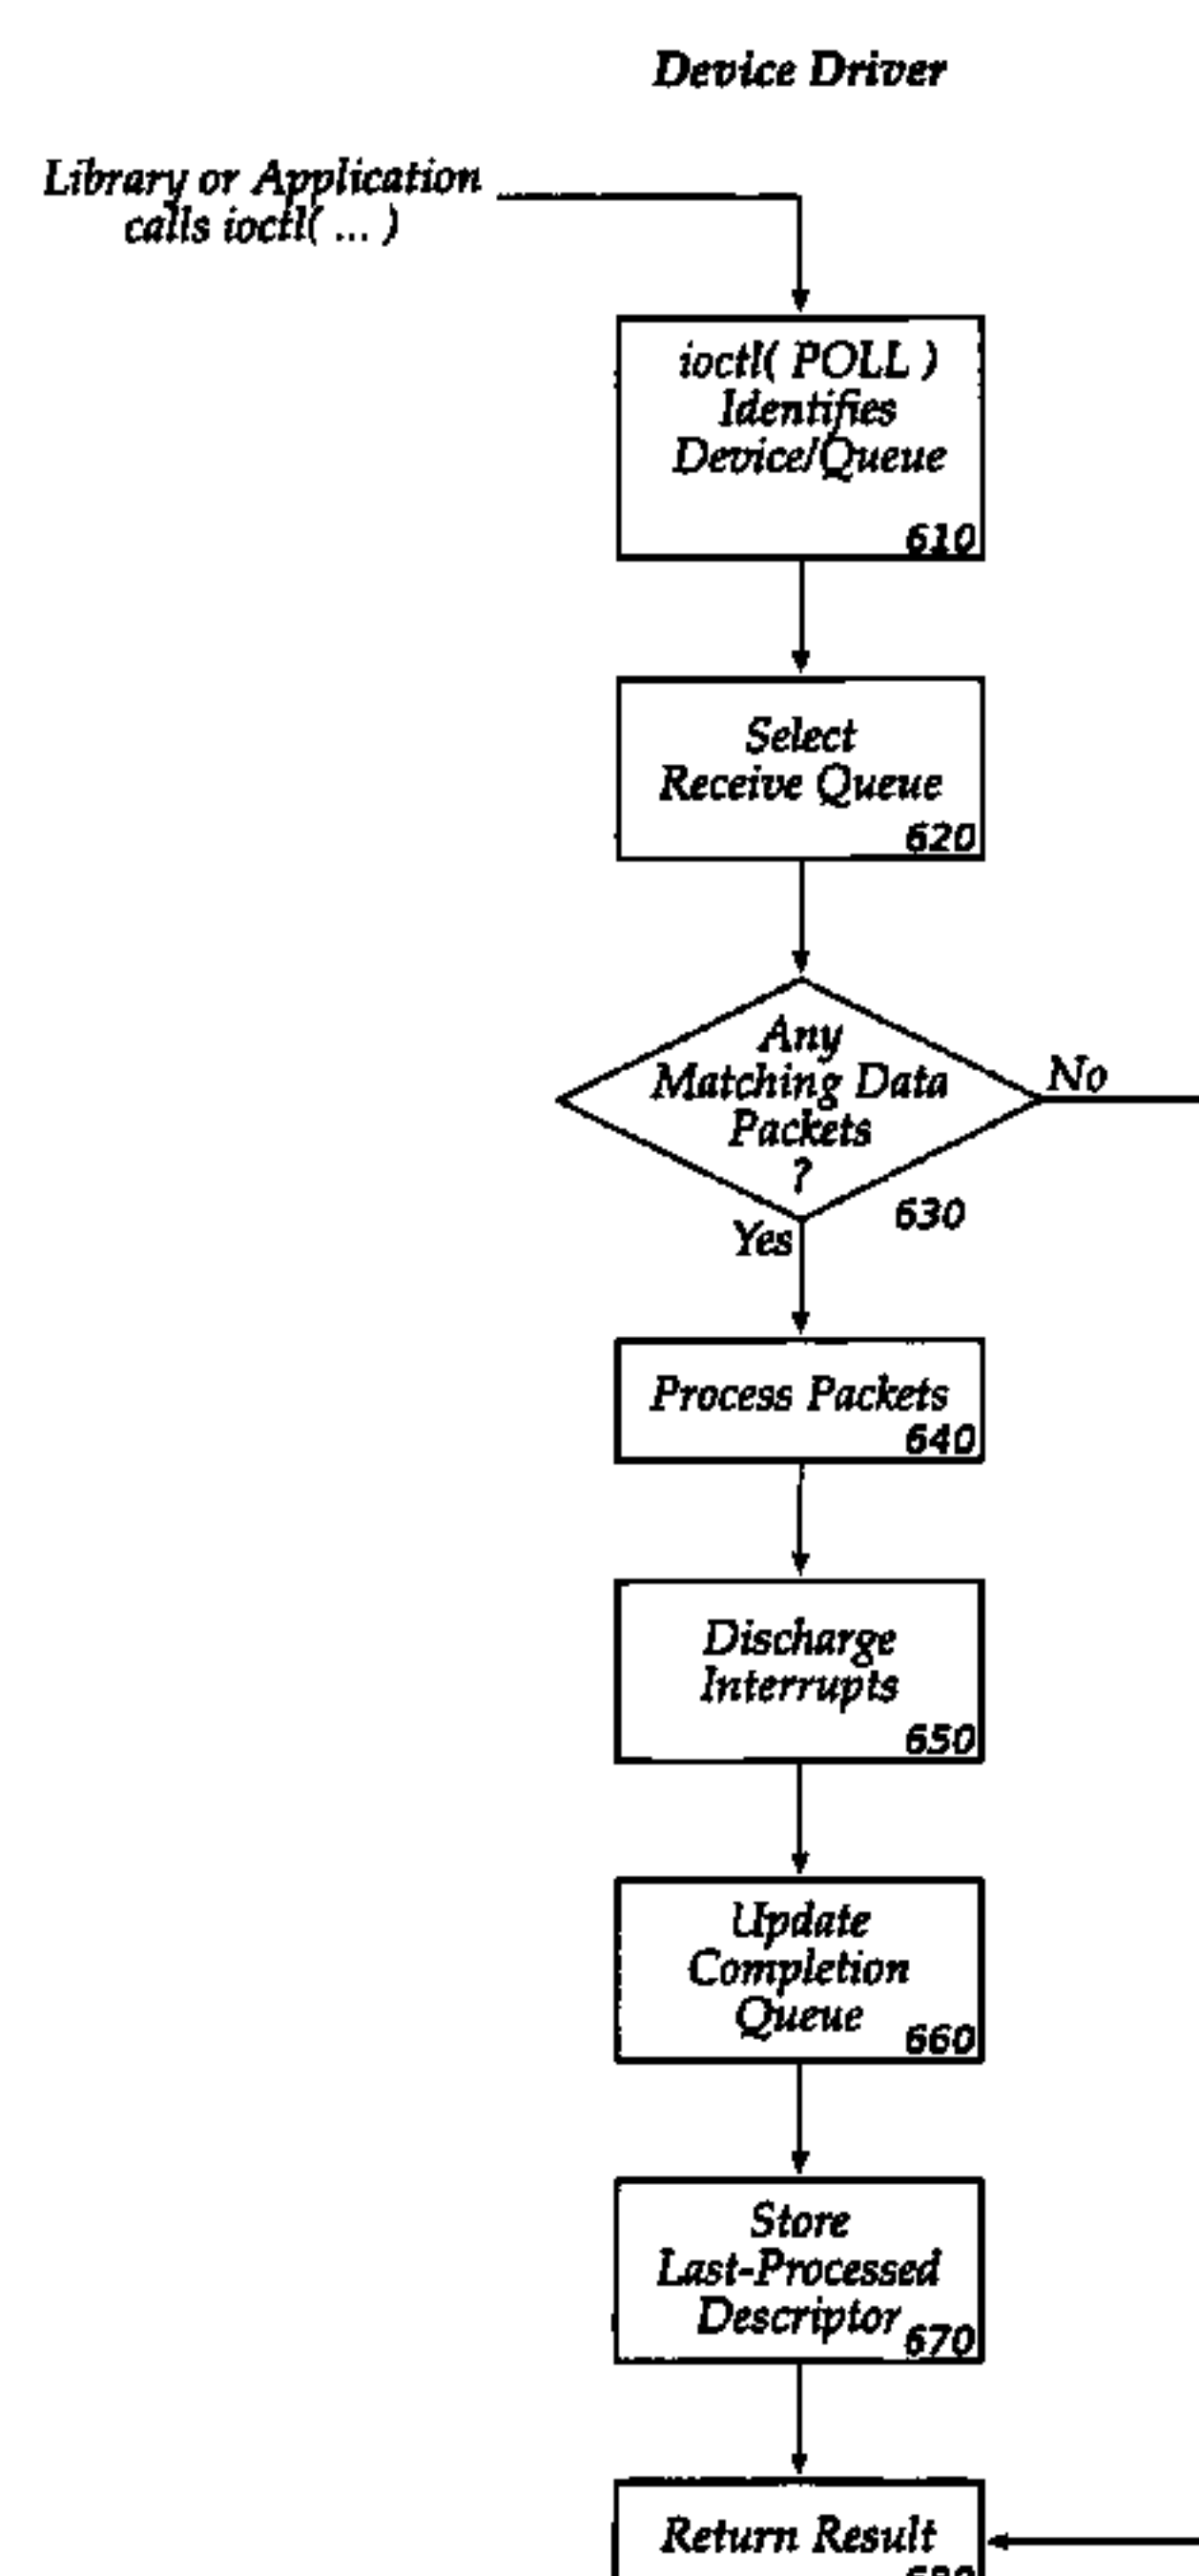 Device Driver
Library or Application
calls ioctl( ... )
ioctl( POLL )
Identifies
Device/Queue
610
Select
Receive Queue
620
Any
Matching Data
Packets
?
No
630
Yes
Process Packets
640
Discharge
Interrupts
650
Update
Completion
Queue
660
Store
Last-Processed
Descriptor
670
Return Result